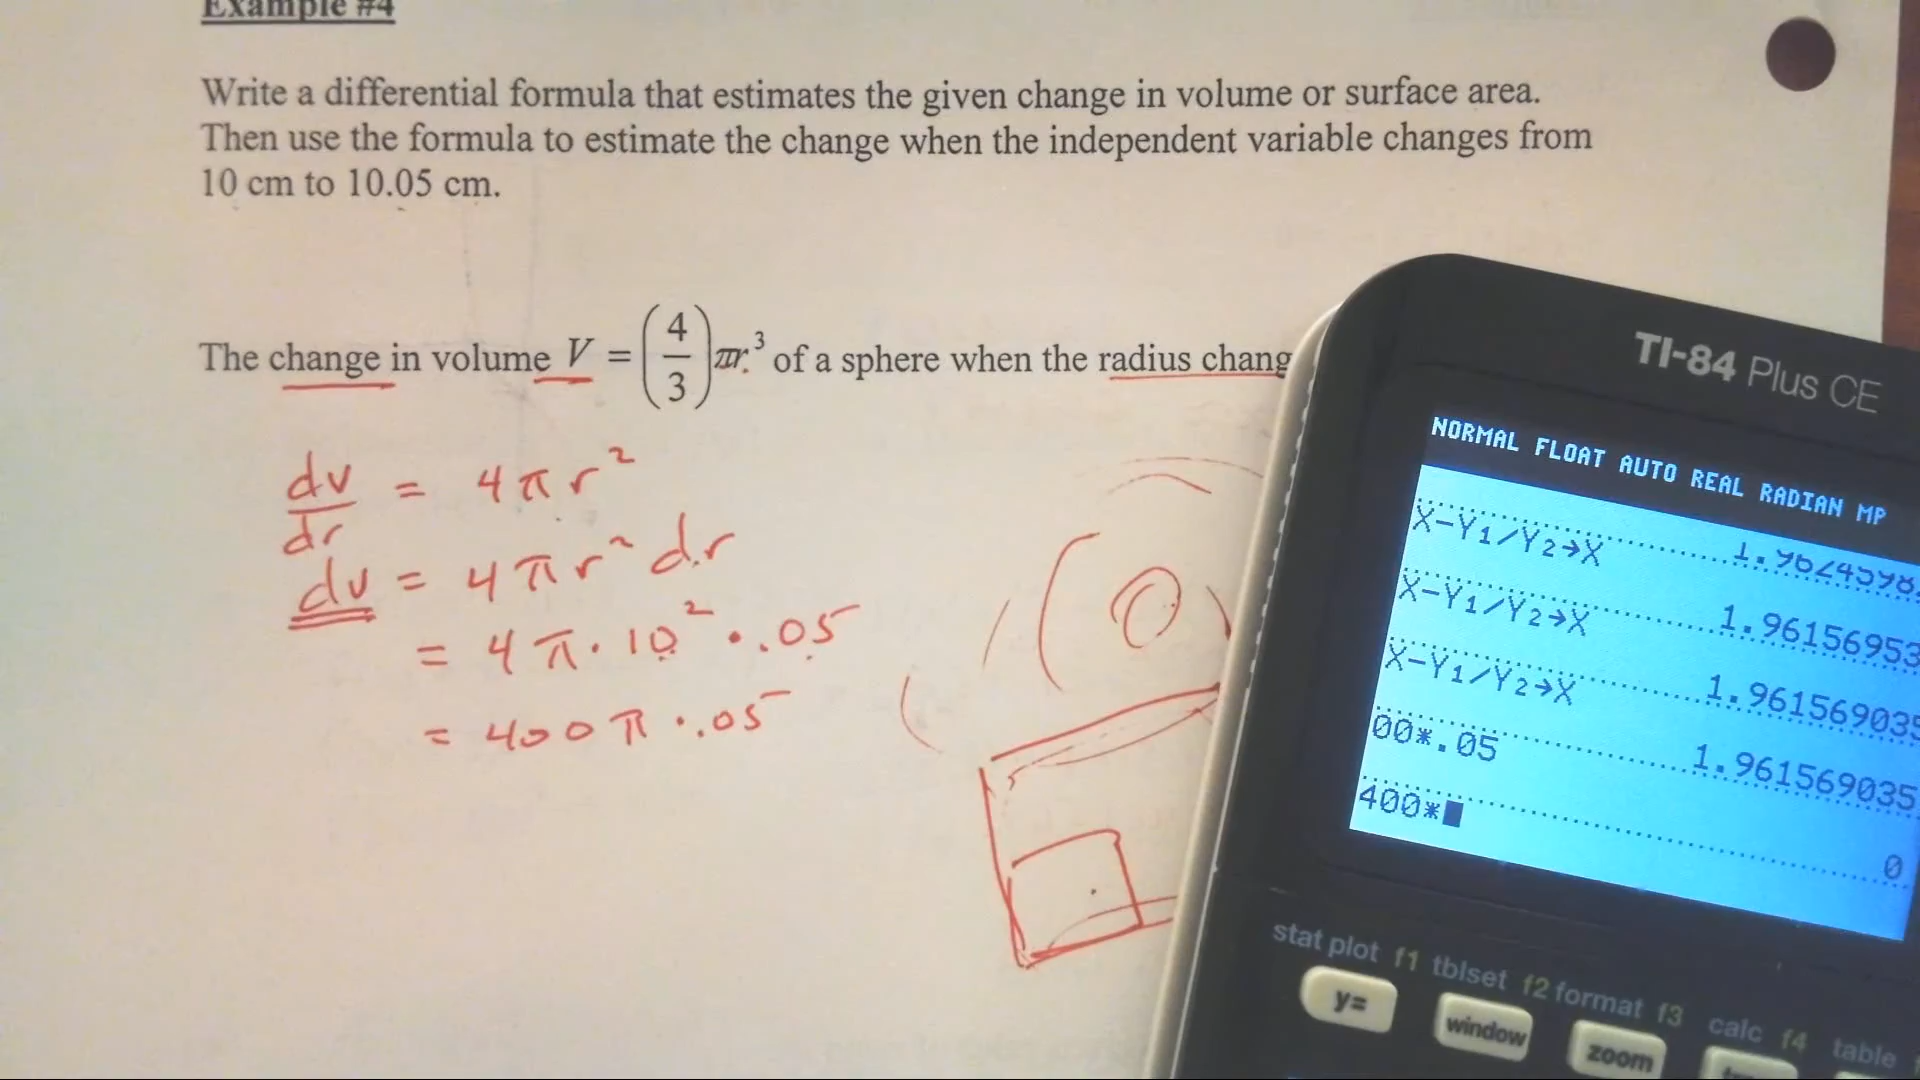 Example #4
Write a differential formula that estimates the given change in volume or surface area.
Then use the formula to estimate the change when the independent variable changes from
10 cm to 10.05 cm.
The change in volume V = (4/3)πr³ of a sphere when the radius chang
dv/dr = 4πr²
dv = 4πr² dr
= 4π·10²·.05
= 400π·.05
TI-84 Plus CE
NORMAL FLOAT AUTO REAL RADIAN MP
1.9624598
X-Y₁/Y₂→X
1.96156953
X-Y₁/Y₂→X
1.961569035
X-Y₁/Y₂→X
1.961569035
00*.05
0
400*
stat plot f1 tblset f2 format f3 calc f4 table
y= window zoom